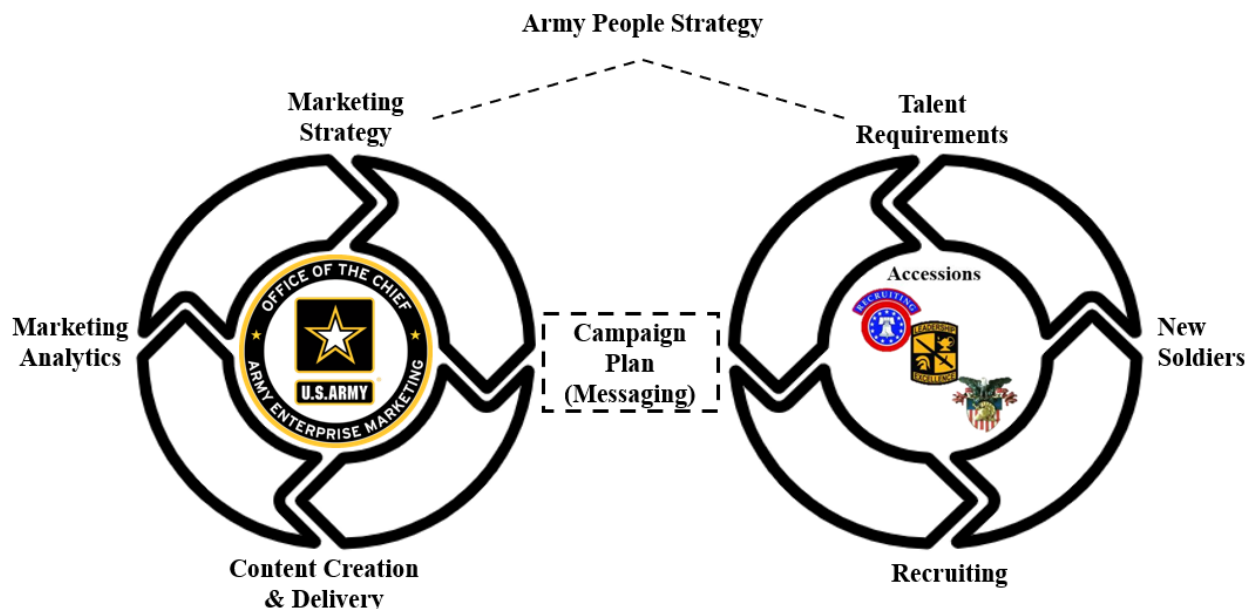 Army People Strategy
Marketing
Strategy
Talent
Requirements
OFFICE OF THE CHIEF
U.S.ARMY
ARMY ENTERPRISE MARKETING
Accessions
RECRUITING
LEADERSHIP
EXCELLENCE
Marketing
Analytics
Campaign
Plan
(Messaging)
New
Soldiers
Content Creation
& Delivery
Recruiting